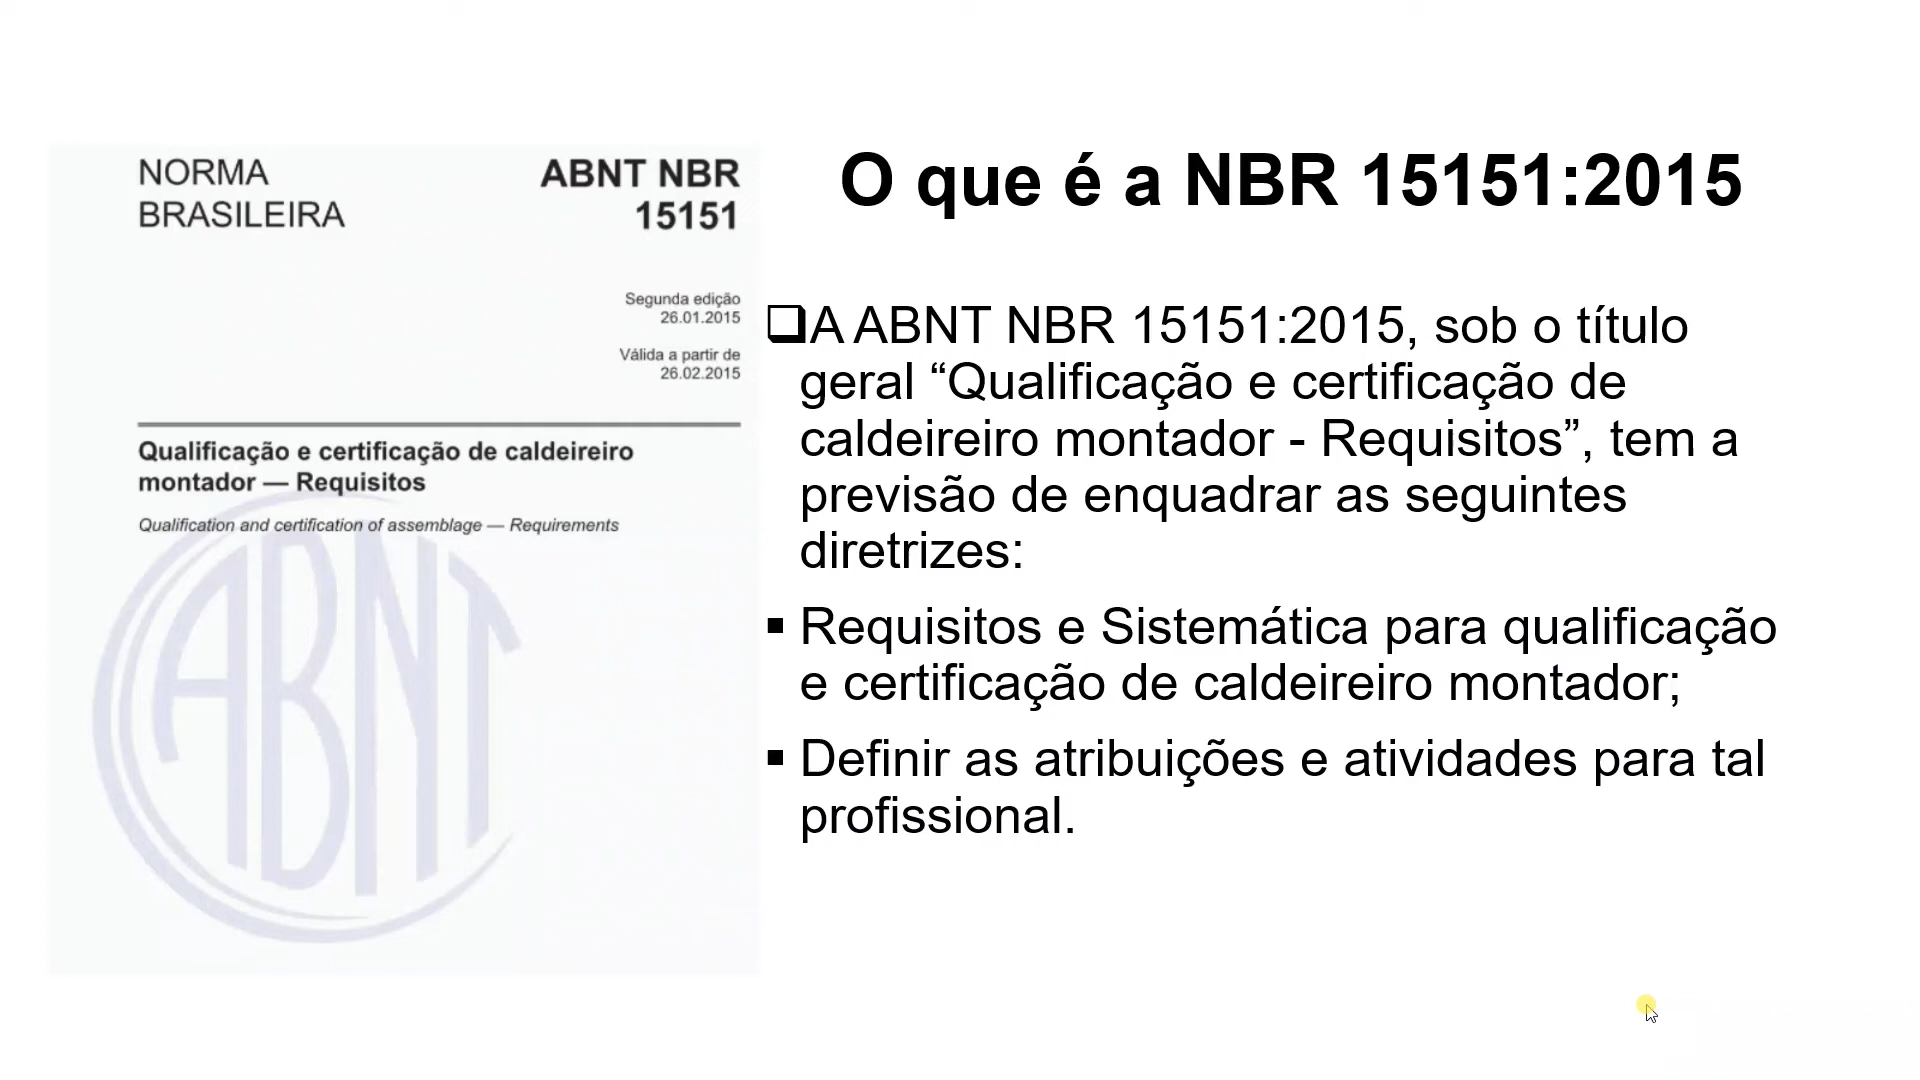 NORMA
BRASILEIRA
ABNT NBR
15151
Segunda edição
26.01.2015
Válida a partir de
26.02.2015
Qualificação e certificação de caldeireiro
montador — Requisitos
Qualification and certification of assemblage — Requirements
ABNT
O que é a NBR 15151:2015
A ABNT NBR 15151:2015, sob o título
geral “Qualificação e certificação de
caldeireiro montador - Requisitos”, tem a
previsão de enquadrar as seguintes
diretrizes:
Requisitos e Sistemática para qualificação
e certificação de caldeireiro montador;
Definir as atribuições e atividades para tal
profissional.